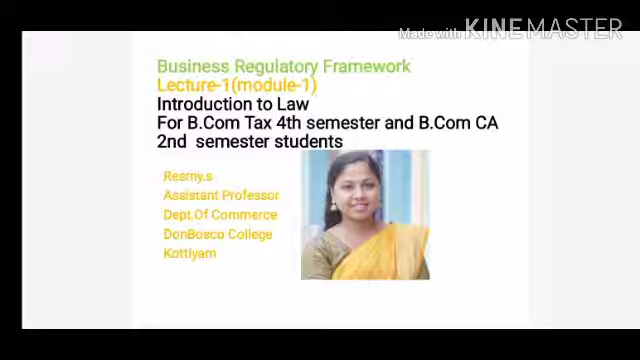 Made with KINEMASTER
Business Regulatory Framework
Lecture-1(module-1)
Introduction to Law
For B.Com Tax 4th semester and B.Com CA
2nd semester students
Resmy.s
Assistant Professor
Dept.Of Commerce
DonBosco College
Kottiyam